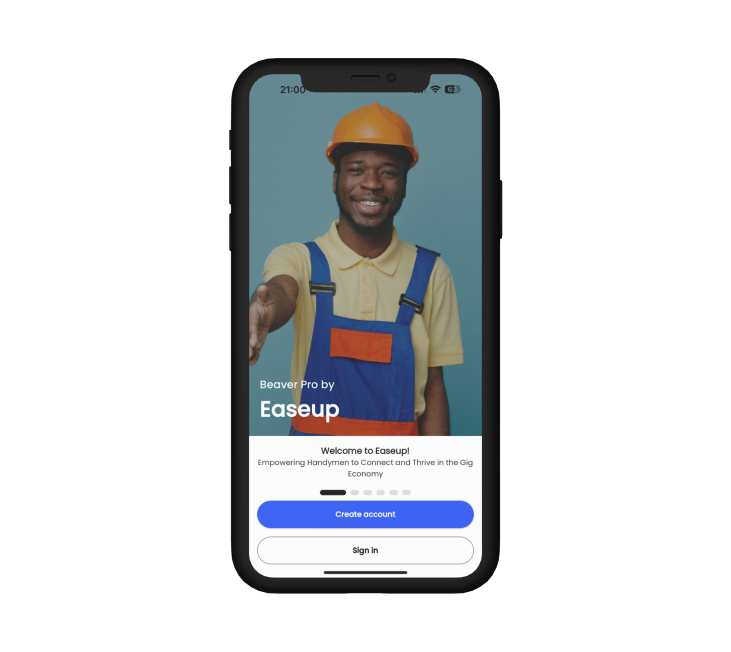 21:00
Beaver Pro by
Easeup
Welcome to Easeup!
Empowering Handymen to Connect and Thrive in the Gig
Economy
Create account
Sign in